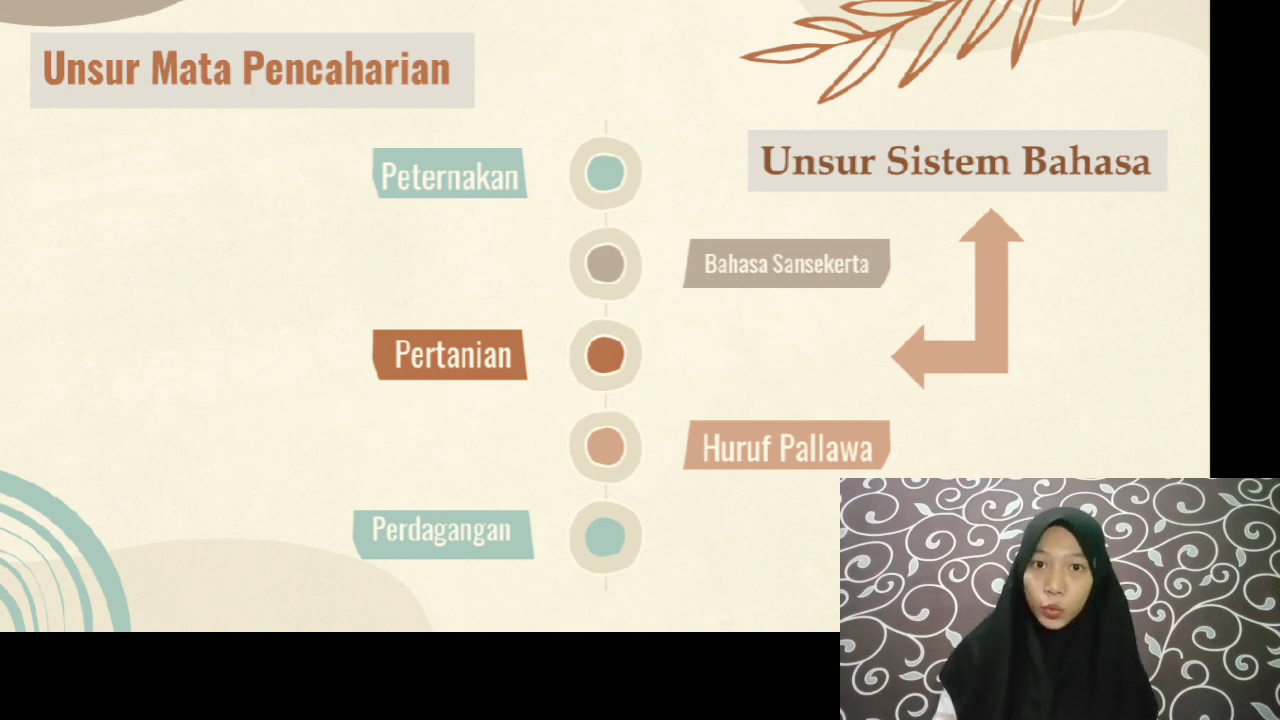 Unsur Mata Pencaharian
Peternakan
Pertanian
Perdagangan
Unsur Sistem Bahasa
Bahasa Sansekerta
Huruf Pallawa